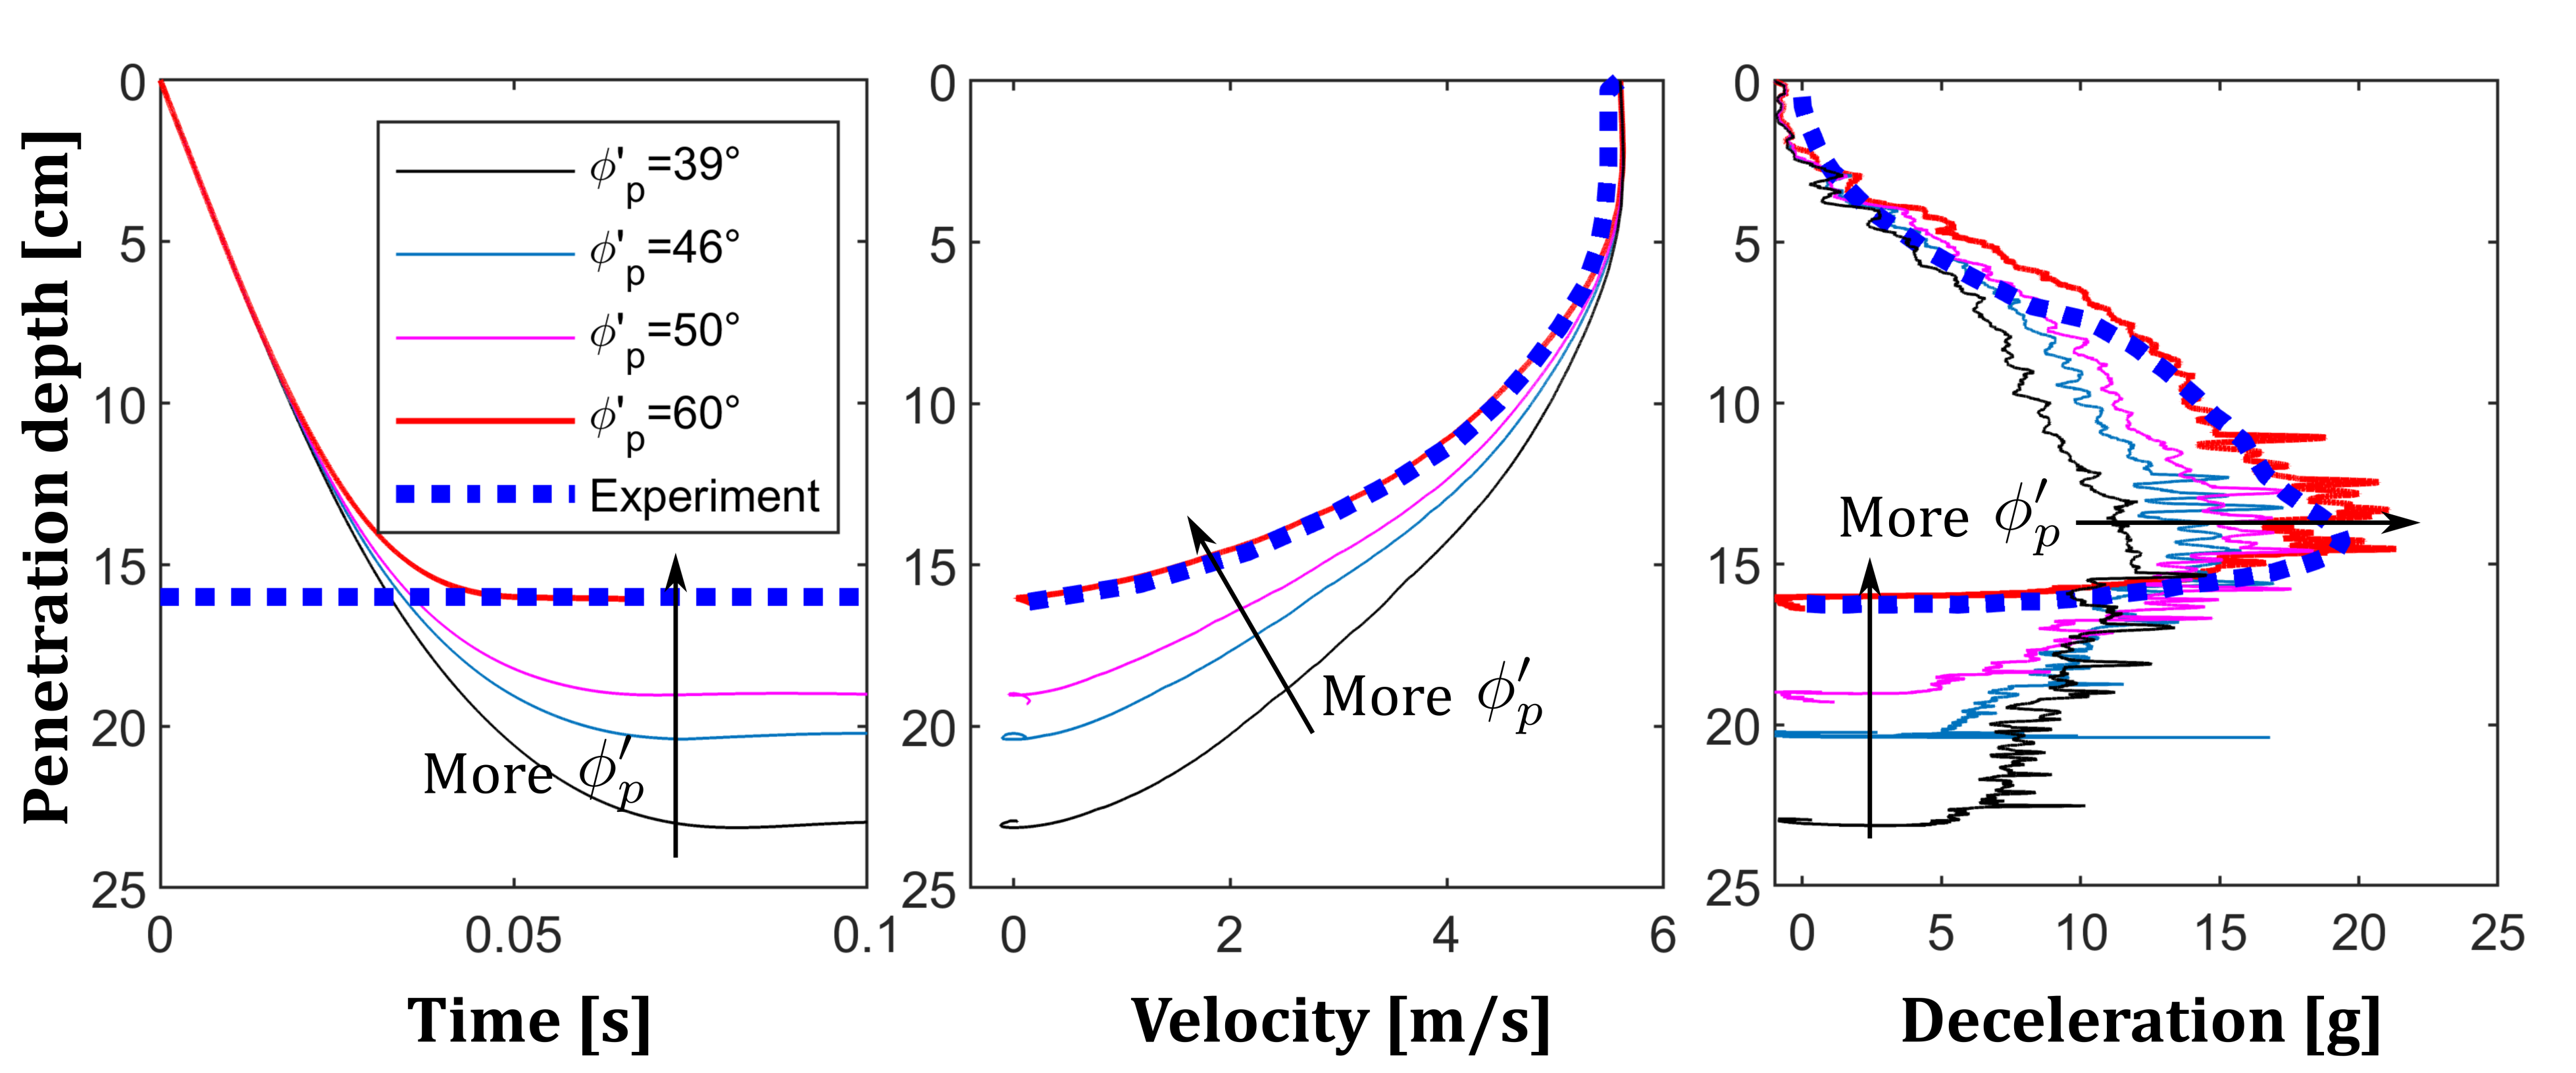 Penetration depth [cm]
0
5
10
15
20
25
ϕ'p =39°
ϕ'p =46°
ϕ'p =50°
ϕ'p =60°
Experiment
More ϕ′p
0 0.05 0.1
Time [s]
0
5
10
15
20
25
More ϕ′p
0 2 4 6
Velocity [m/s]
0
5
10
15
20
25
More ϕ′p
0 5 10 15 20 25
Deceleration [g]